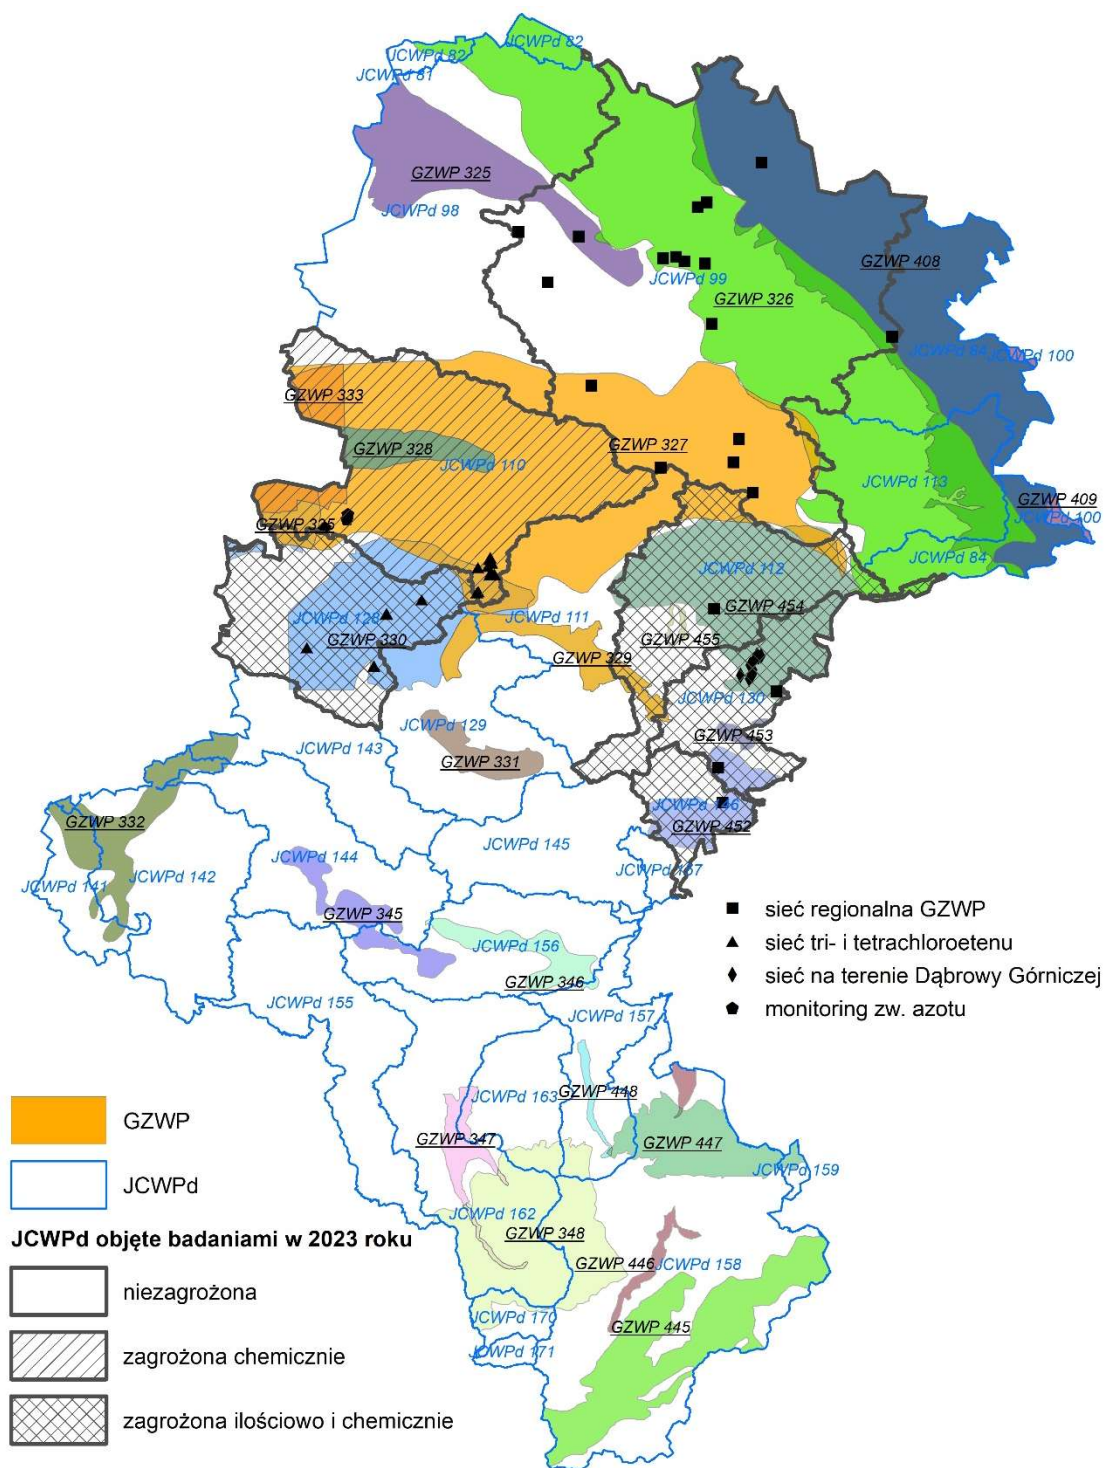 JCWPd 82
JCWPd 82
JCWPd 81
GZWP 325
JCWPd 98
GZWP 408
JCWPd 99
GZWP 326
JCWPd 100
GZWP 333
GZWP 328
JCWPd 110
GZWP 327
JCWPd 113
GZWP 409
JCWPd 100
JCWPd 84
JCWPd 112
GZWP 454
JCWPd 111
JCWPd 128
GZWP 330
GZWP 455
GZWP 329
JCWPd 130
JCWPd 129
GZWP 453
JCWPd 143
GZWP 331
GZWP 332
GZWP 452
JCWPd 145
JCWPd 144
JCWPd 141
JCWPd 142
GZWP 345
JCWPd 156
GZWP 346
JCWPd 155
JCWPd 157
sieć regionalna GZWP
sieć tri- i tetrachloroetenu
sieć na terenie Dąbrowy Górniczej
monitoring zw. azotu
JCWPd 163
GZWP 448
GZWP 347
GZWP 447
JCWPd 159
JCWPd 162
GZWP 348
GZWP 446
JCWPd 158
JCWPd 170
GZWP 445
JCWPd 171
GZWP
JCWPd
JCWPd objęte badaniami w 2023 roku
niezagrożona
zagrożona chemicznie
zagrożona ilościowo i chemicznie